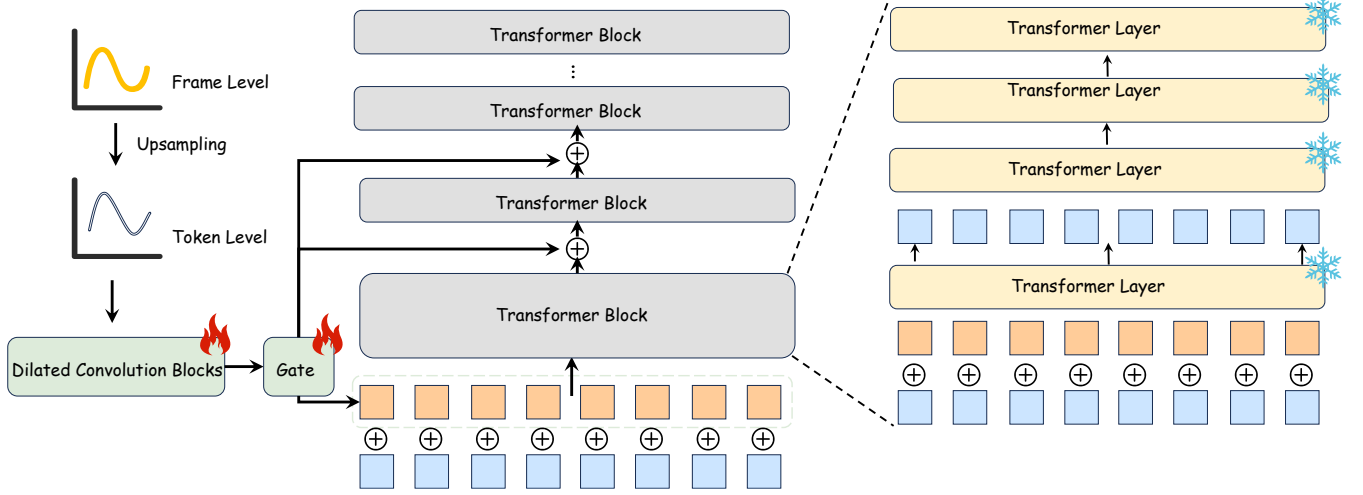 Frame Level
Upsampling
Token Level
Dilated Convolution Blocks
Gate
Transformer Block
Transformer Block
Transformer Block
Transformer Block
Transformer Layer
Transformer Layer
Transformer Layer
Transformer Layer